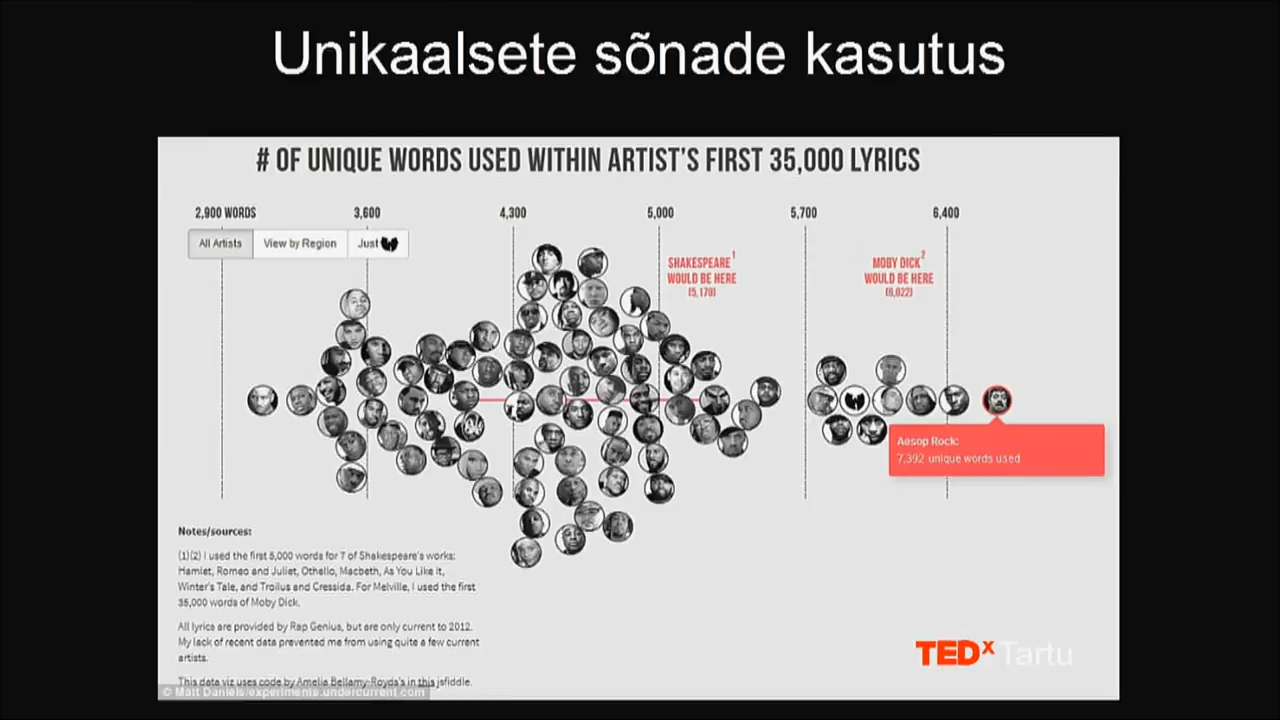 Unikaalsete sõnade kasutus
# OF UNIQUE WORDS USED WITHIN ARTIST'S FIRST 35,000 LYRICS
2,900 WORDS 3,600 4,300 5,000 5,700 6,400
All Artists View by Region Just
SHAKESPEARE¹
WOULD BE HERE
(5,170)
MOBY DICK²
WOULD BE HERE
(6,022)
Aesop Rock:
7,392 unique words used
Notes/sources:
(1)(2) I used the first 5,000 words for 7 of Shakespeare's works:
Hamlet, Romeo and Juliet, Othello, Macbeth, As You Like It,
Winter's Tale, and Troilus and Cressida. For Melville, I used the first
35,000 words of Moby Dick.
All lyrics are provided by Rap Genius, but are only current to 2012.
My lack of recent data prevented me from using quite a few current
artists.
This data viz uses code by Amelia Bellamy-Royds's in this jsfiddle.
© Matt Daniels/experiments.undercurrent.com
TEDx Tartu